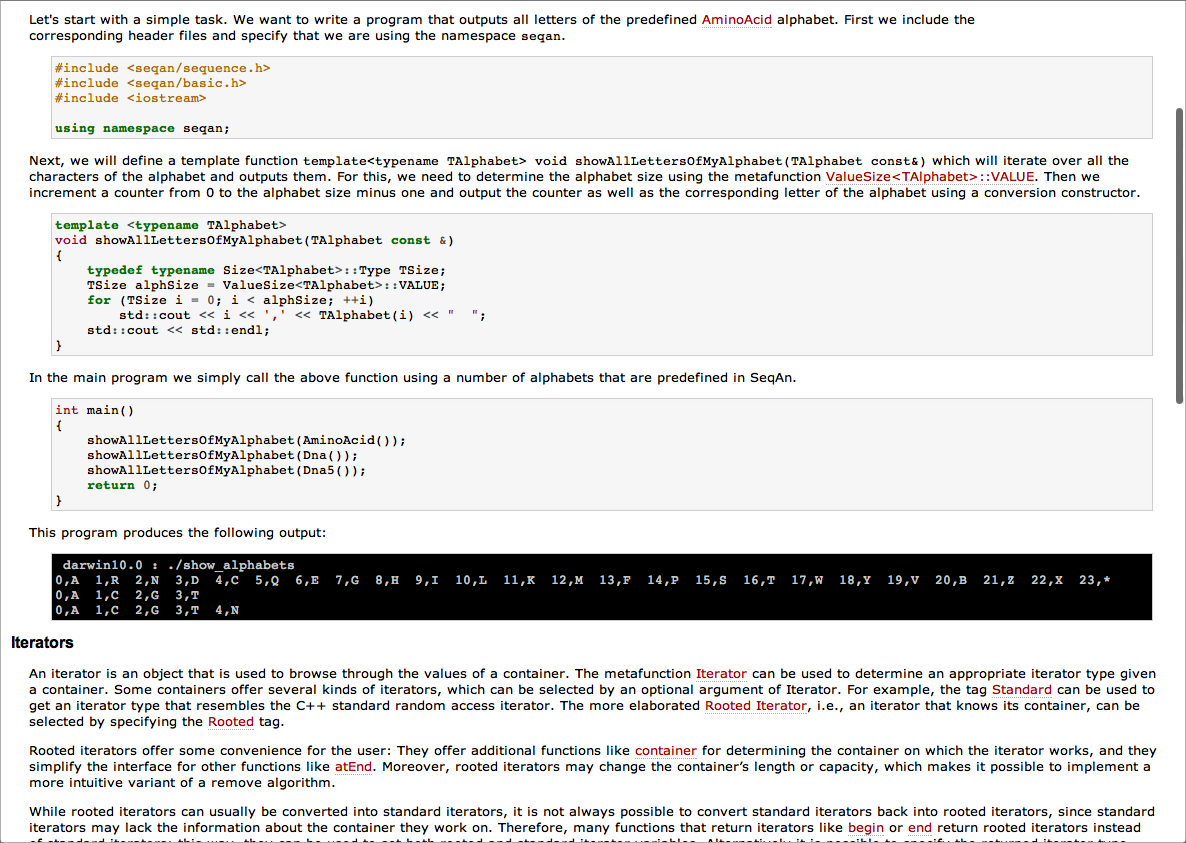 Let's start with a simple task. We want to write a program that outputs all letters of the predefined AminoAcid alphabet. First we include the
corresponding header files and specify that we are using the namespace seqan.
#include <seqan/sequence.h>
#include <seqan/basic.h>
#include <iostream>
using namespace seqan;
Next, we will define a template function template<typename TAlphabet> void showAllLettersOfMyAlphabet(TAlphabet const&) which will iterate over all the
characters of the alphabet and outputs them. For this, we need to determine the alphabet size using the metafunction ValueSize<TAlphabet>::VALUE. Then we
increment a counter from 0 to the alphabet size minus one and output the counter as well as the corresponding letter of the alphabet using a conversion constructor.
template <typename TAlphabet>
void showAllLettersOfMyAlphabet(TAlphabet const &)
{
    typedef typename Size<TAlphabet>::Type TSize;
    TSize alphSize = ValueSize<TAlphabet>::VALUE;
    for (TSize i = 0; i < alphSize; ++i)
        std::cout << i << ',' << TAlphabet(i) << "  ";
    std::cout << std::endl;
}
In the main program we simply call the above function using a number of alphabets that are predefined in SeqAn.
int main()
{
    showAllLettersOfMyAlphabet(AminoAcid());
    showAllLettersOfMyAlphabet(Dna());
    showAllLettersOfMyAlphabet(Dna5());
    return 0;
}
This program produces the following output:
darwin10.0 : ./show_alphabets
0,A  1,R  2,N  3,D  4,C  5,Q  6,E  7,G  8,H  9,I  10,L  11,K  12,M  13,F  14,P  15,S  16,T  17,W  18,Y  19,V  20,B  21,Z  22,X  23,*
0,A  1,C  2,G  3,T
0,A  1,C  2,G  3,T  4,N
Iterators
An iterator is an object that is used to browse through the values of a container. The metafunction Iterator can be used to determine an appropriate iterator type given
a container. Some containers offer several kinds of iterators, which can be selected by an optional argument of Iterator. For example, the tag Standard can be used to
get an iterator type that resembles the C++ standard random access iterator. The more elaborated Rooted Iterator, i.e., an iterator that knows its container, can be
selected by specifying the Rooted tag.
Rooted iterators offer some convenience for the user: They offer additional functions like container for determining the container on which the iterator works, and they
simplify the interface for other functions like atEnd. Moreover, rooted iterators may change the container's length or capacity, which makes it possible to implement a
more intuitive variant of a remove algorithm.
While rooted iterators can usually be converted into standard iterators, it is not always possible to convert standard iterators back into rooted iterators, since standard
iterators may lack the information about the container they work on. Therefore, many functions that return iterators like begin or end return rooted iterators instead